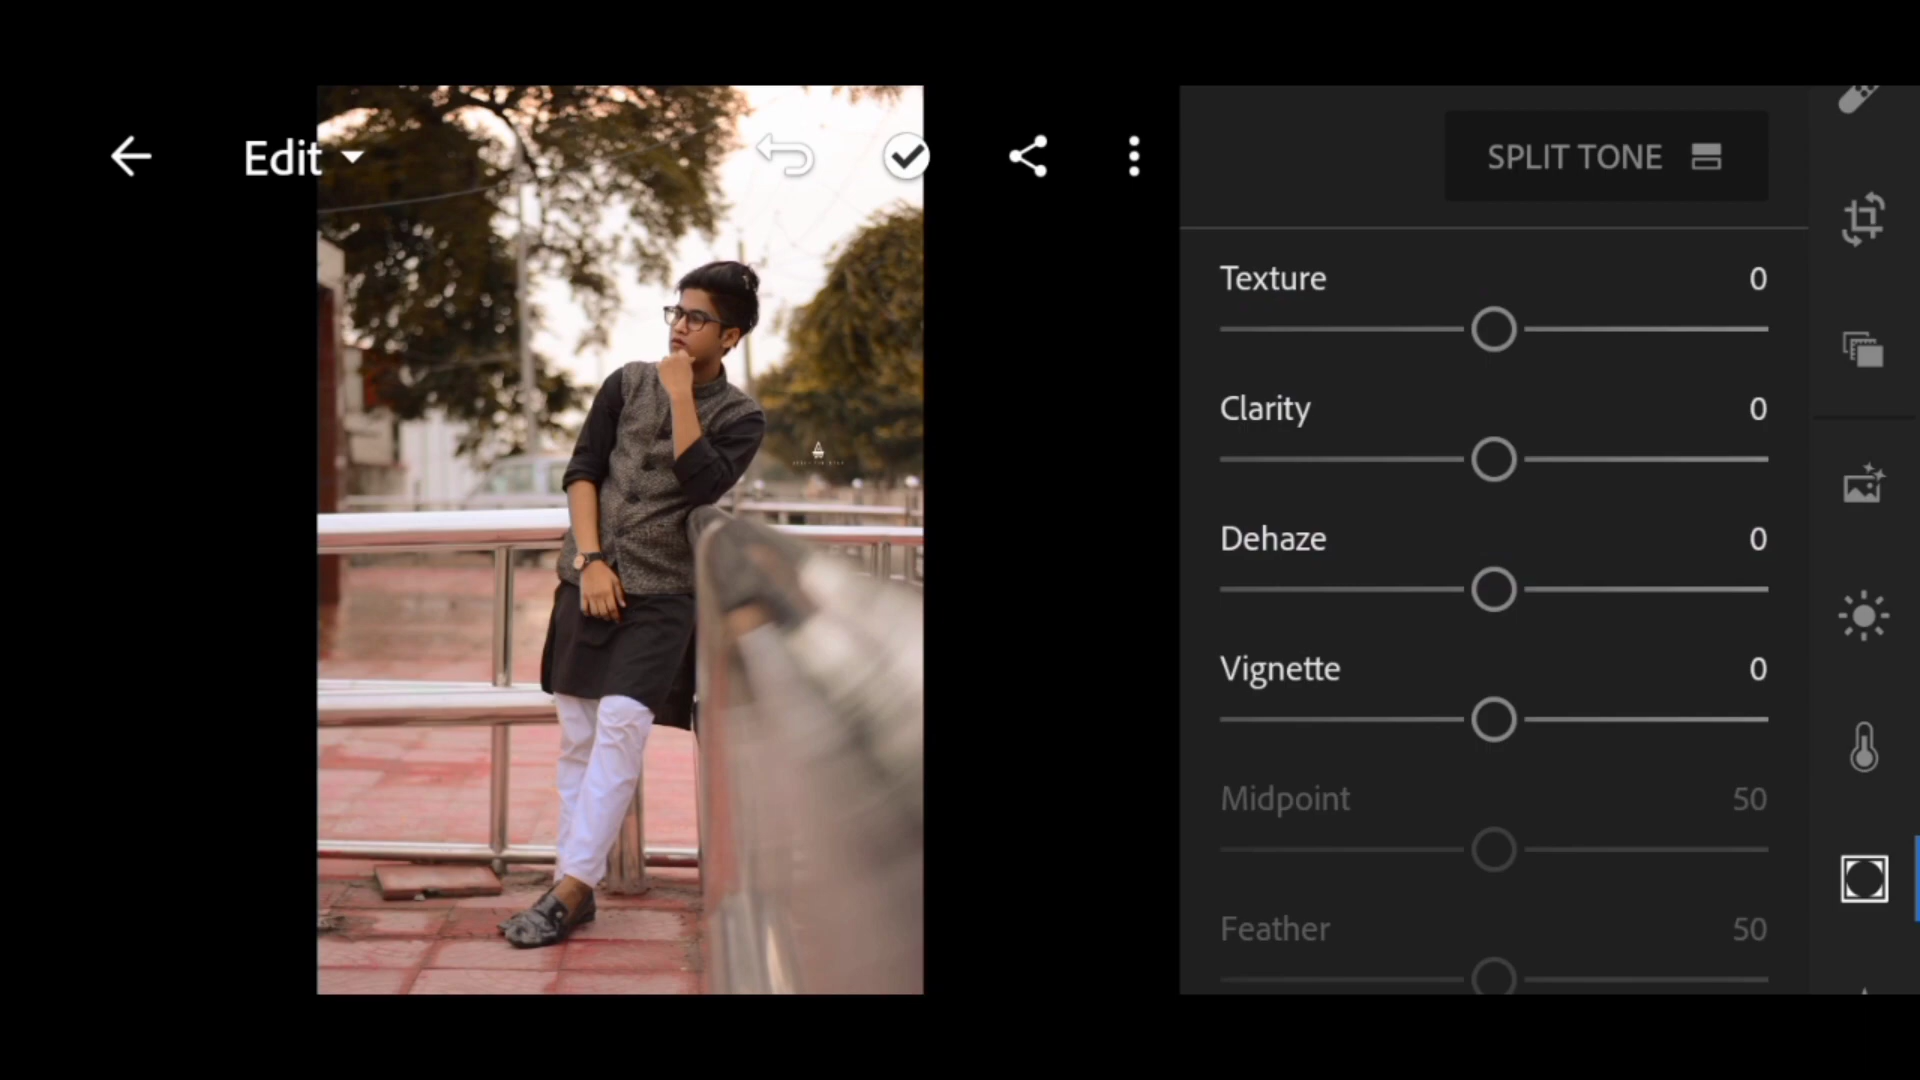 Edit
SPLIT TONE
Texture 0
Clarity 0
Dehaze 0
Vignette 0
Midpoint 50
Feather 50